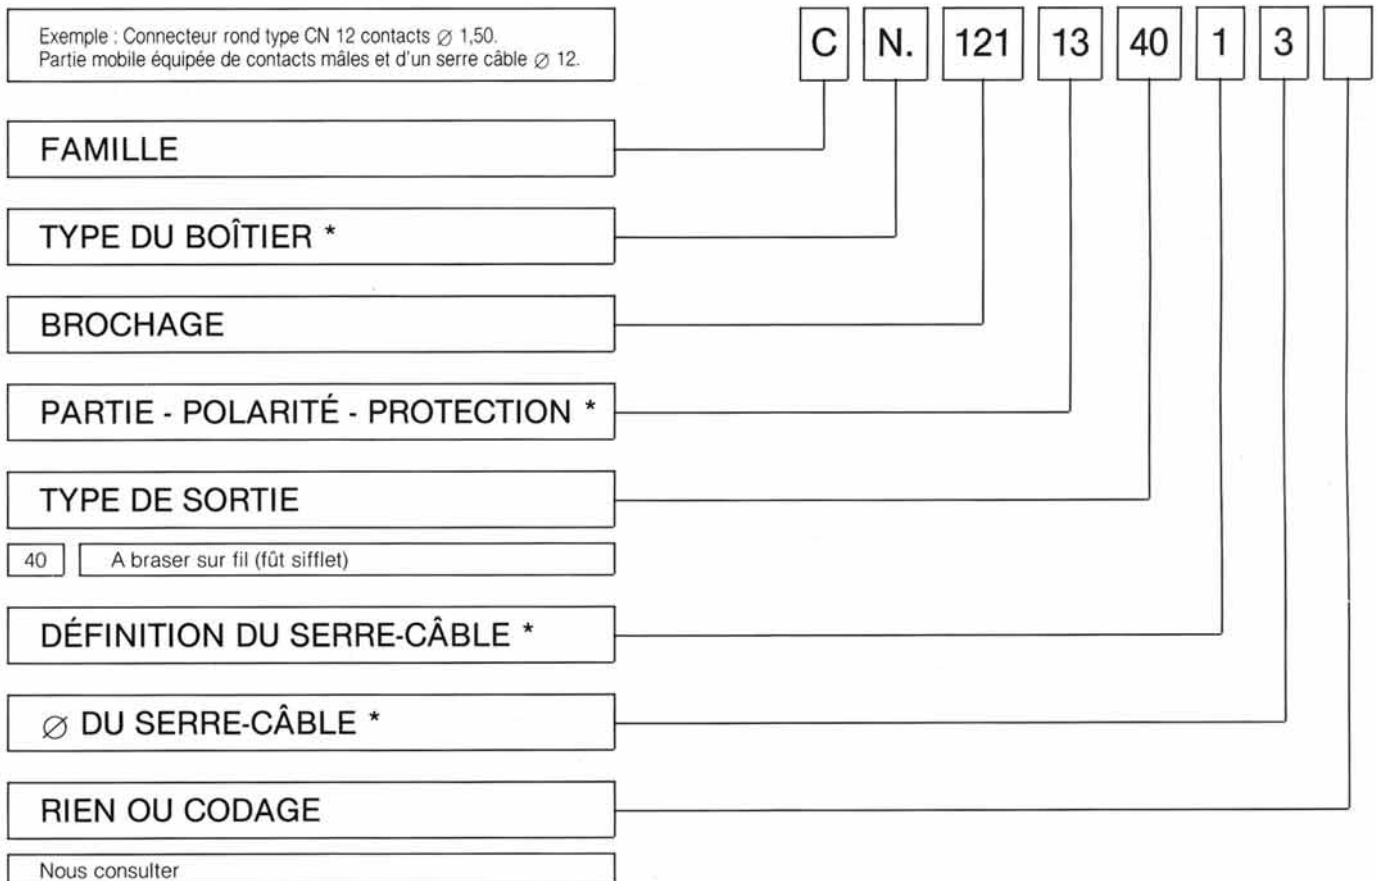 Exemple : Connecteur rond type CN 12 contacts ∅ 1,50.
Partie mobile équipée de contacts mâles et d'un serre câble ∅ 12.
C N. 121 13 40 1 3
FAMILLE
TYPE DU BOÎTIER *
BROCHAGE
PARTIE - POLARITÉ - PROTECTION *
TYPE DE SORTIE
40 A braser sur fil (fût sifflet)
DÉFINITION DU SERRE-CÂBLE *
∅ DU SERRE-CÂBLE *
RIEN OU CODAGE
Nous consulter